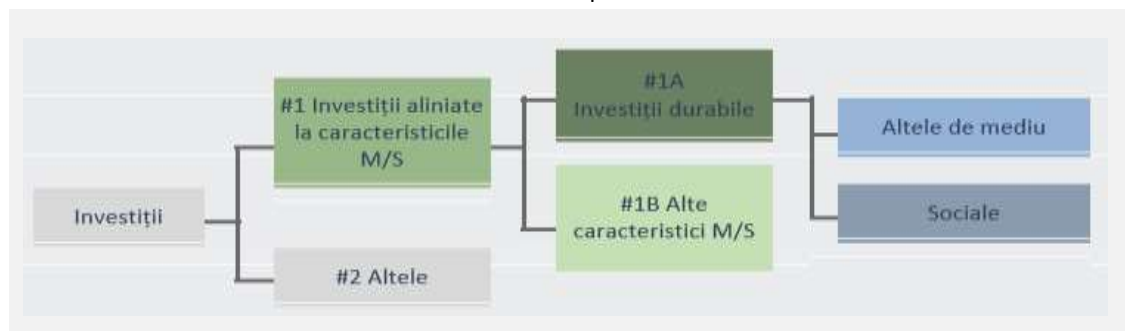 Investiții
#1 Investiții aliniate
la caracteristicile
M/S
#2 Altele
#1A
Investiții durabile
#1B Alte
caracteristici M/S
Altele de mediu
Sociale